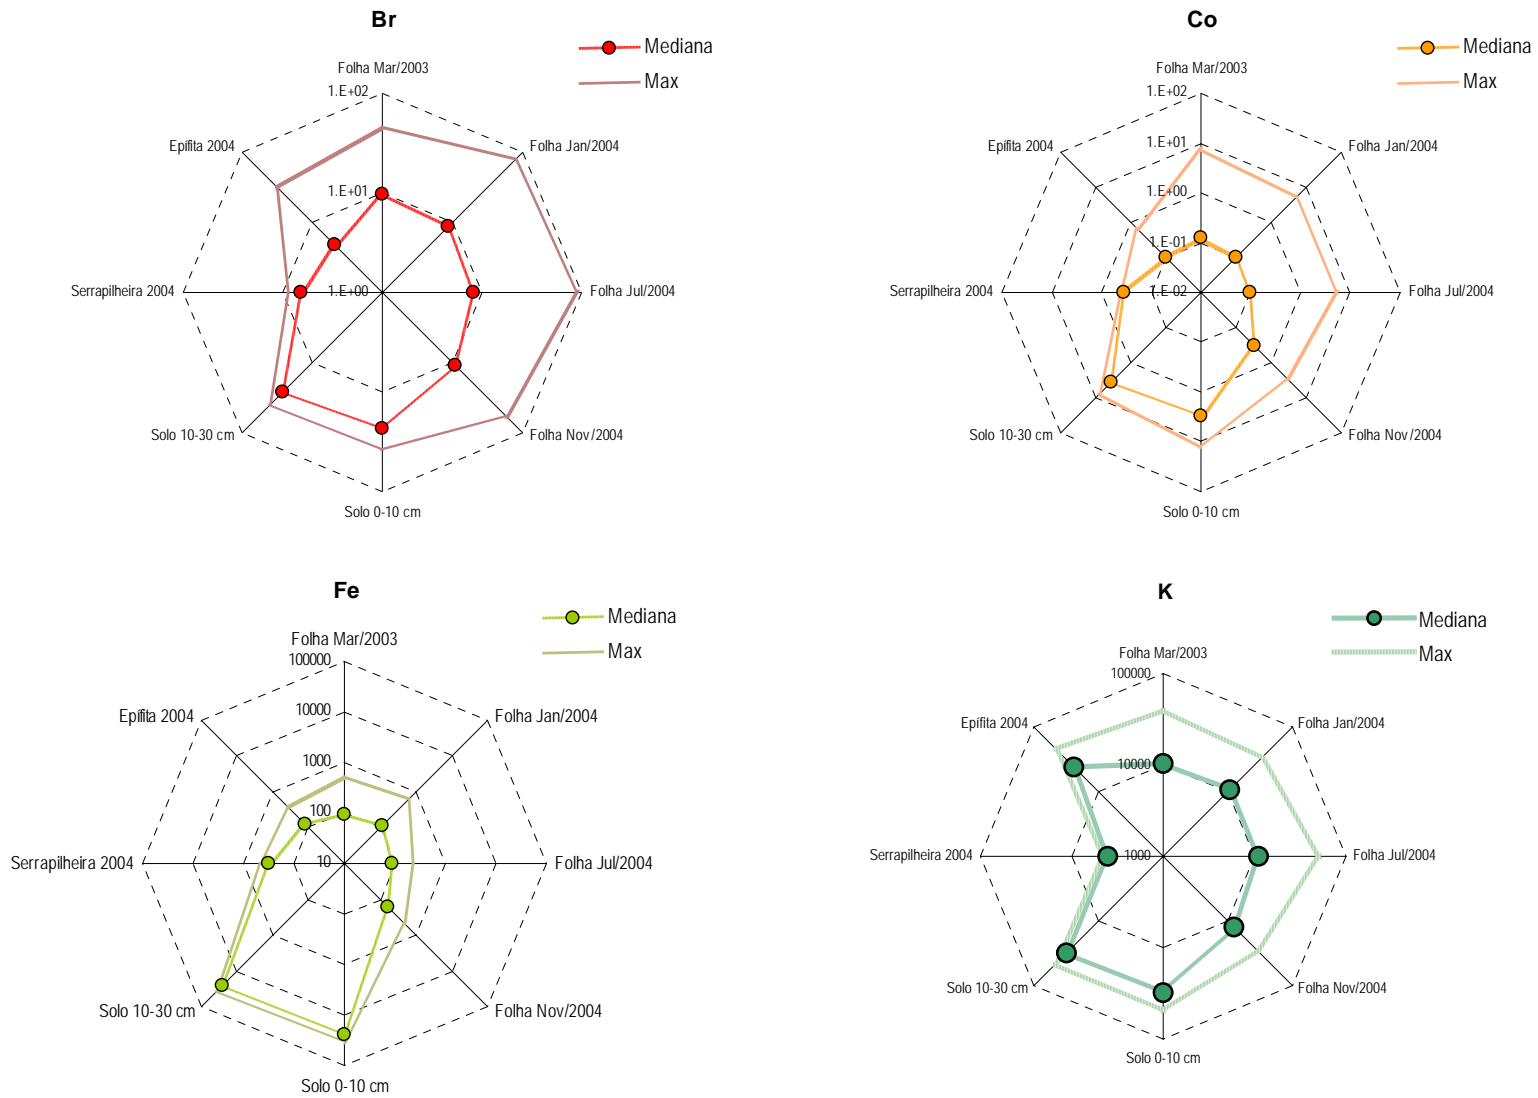 Br
Mediana
Max
Folha Mar/2003
1.E+02
Epífita 2004
Folha Jan/2004
1.E+01
Serrapilheira 2004
1.E+00
Folha Jul/2004
Solo 10-30 cm
Folha Nov/2004
Solo 0-10 cm
Co
Mediana
Max
Folha Mar/2003
1.E+02
Epífita 2004
Folha Jan/2004
1.E+01
1.E+00
1.E-01
Serrapilheira 2004
1.E-02
Folha Jul/2004
Solo 10-30 cm
Folha Nov/2004
Solo 0-10 cm
Fe
Mediana
Max
Folha Mar/2003
100000
Epífita 2004
Folha Jan/2004
10000
1000
100
Serrapilheira 2004
10
Folha Jul/2004
Solo 10-30 cm
Folha Nov/2004
Solo 0-10 cm
K
Mediana
Max
Folha Mar/2003
100000
Epífita 2004
Folha Jan/2004
10000
Serrapilheira 2004
1000
Folha Jul/2004
Solo 10-30 cm
Folha Nov/2004
Solo 0-10 cm